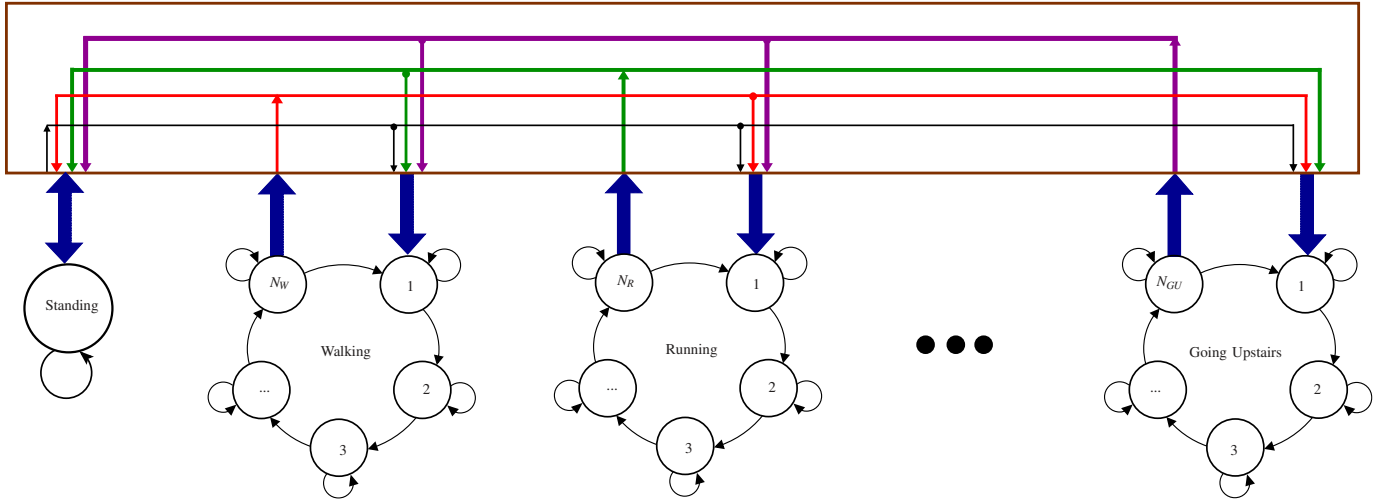 N_W 1 N_R 1 N_GU 1
Standing
Walking Running Going Upstairs
... 2 ... 2 ... 2
3 3 3